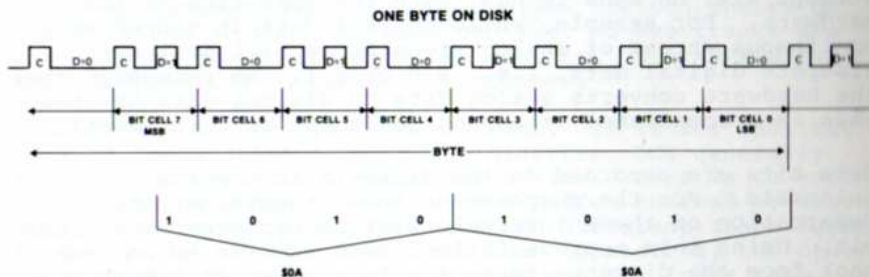 ONE BYTE ON DISK
C D=0 C D=1 C D=0 C D=1 C D=0 C D=1 C D=0 C D=1 C D=0 C D=1
BIT CELL 7 BIT CELL 6 BIT CELL 5 BIT CELL 4 BIT CELL 3 BIT CELL 2 BIT CELL 1 BIT CELL 0
MSB LSB
BYTE
1 0 1 0 1 0 1 0
$0A $0A